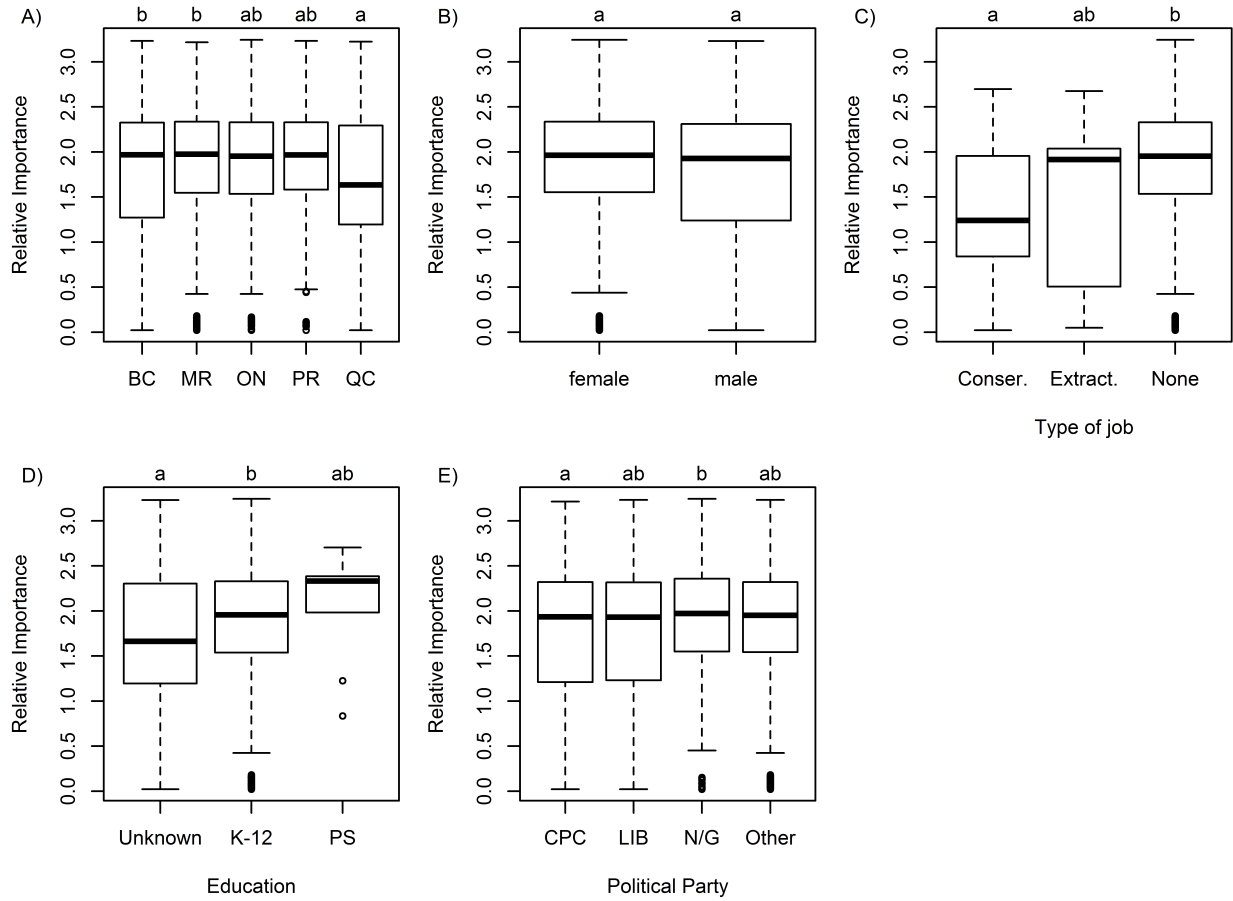 A) b b ab ab a
Relative Importance
3.0
2.5
2.0
1.5
1.0
0.5
0.0
BC MR ON PR QC
B) a a
Relative Importance
3.0
2.5
2.0
1.5
1.0
0.5
0.0
female male
C) a ab b
Relative Importance
3.0
2.5
2.0
1.5
1.0
0.5
0.0
Conser. Extract. None
Type of job
D) a b ab
Relative Importance
3.0
2.5
2.0
1.5
1.0
0.5
0.0
Unknown K-12 PS
Education
E) a ab b ab
Relative Importance
3.0
2.5
2.0
1.5
1.0
0.5
0.0
CPC LIB N/G Other
Political Party